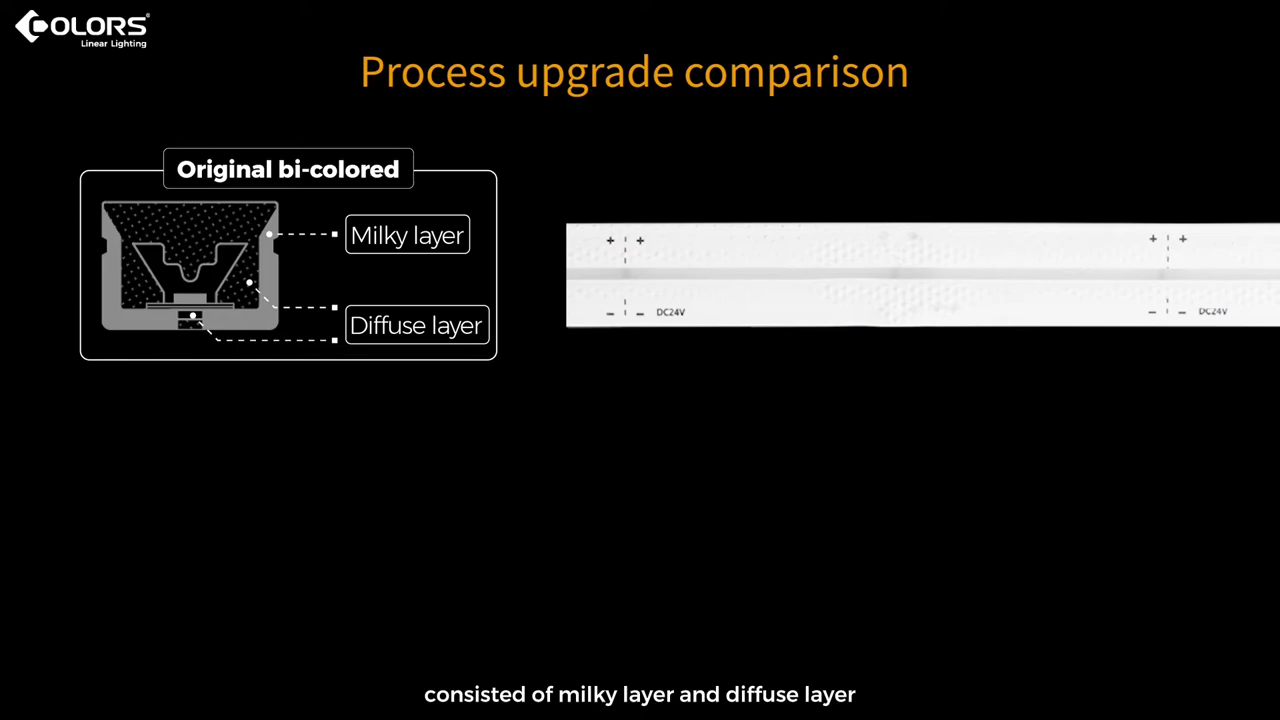 COLORS®
Linear Lighting
Process upgrade comparison
Original bi-colored
Milky layer
Diffuse layer
+ + + +
- - DC24V - - DC24V
consisted of milky layer and diffuse layer